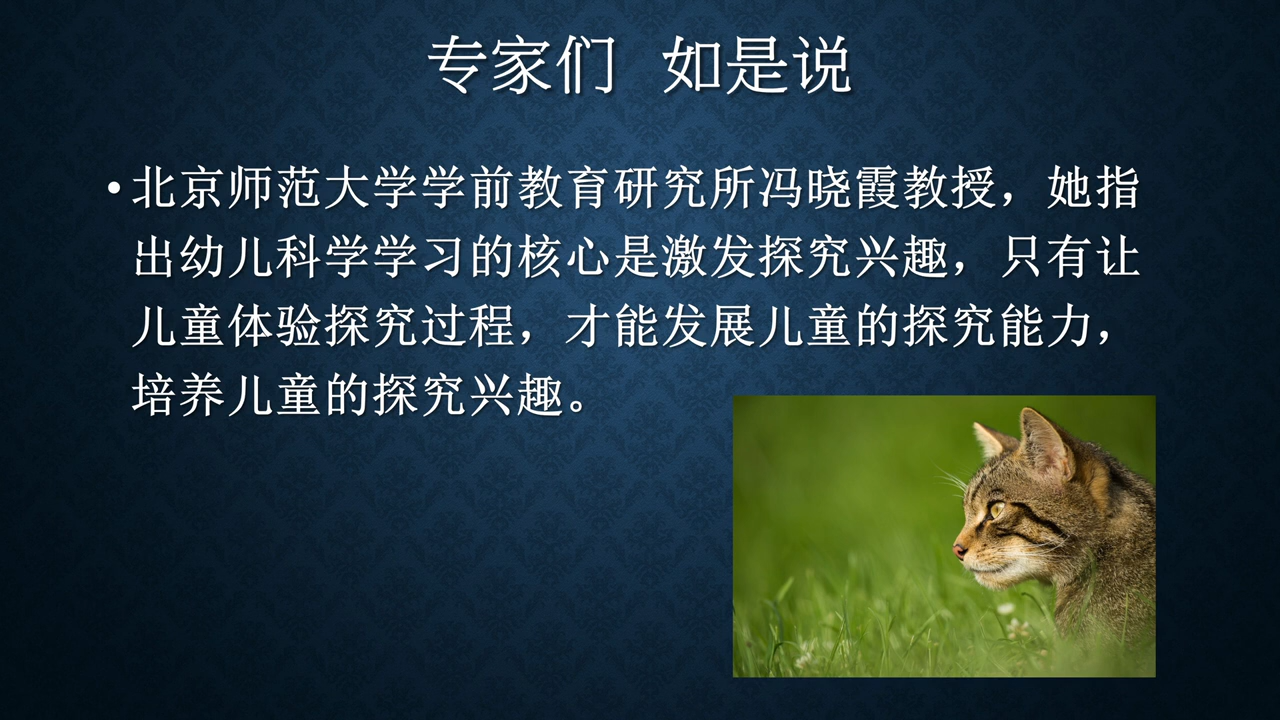 专家们 如是说
•北京师范大学学前教育研究所冯晓霞教授，她指
出幼儿科学学习的核心是激发探究兴趣，只有让
儿童体验探究过程，才能发展儿童的探究能力，
培养儿童的探究兴趣。